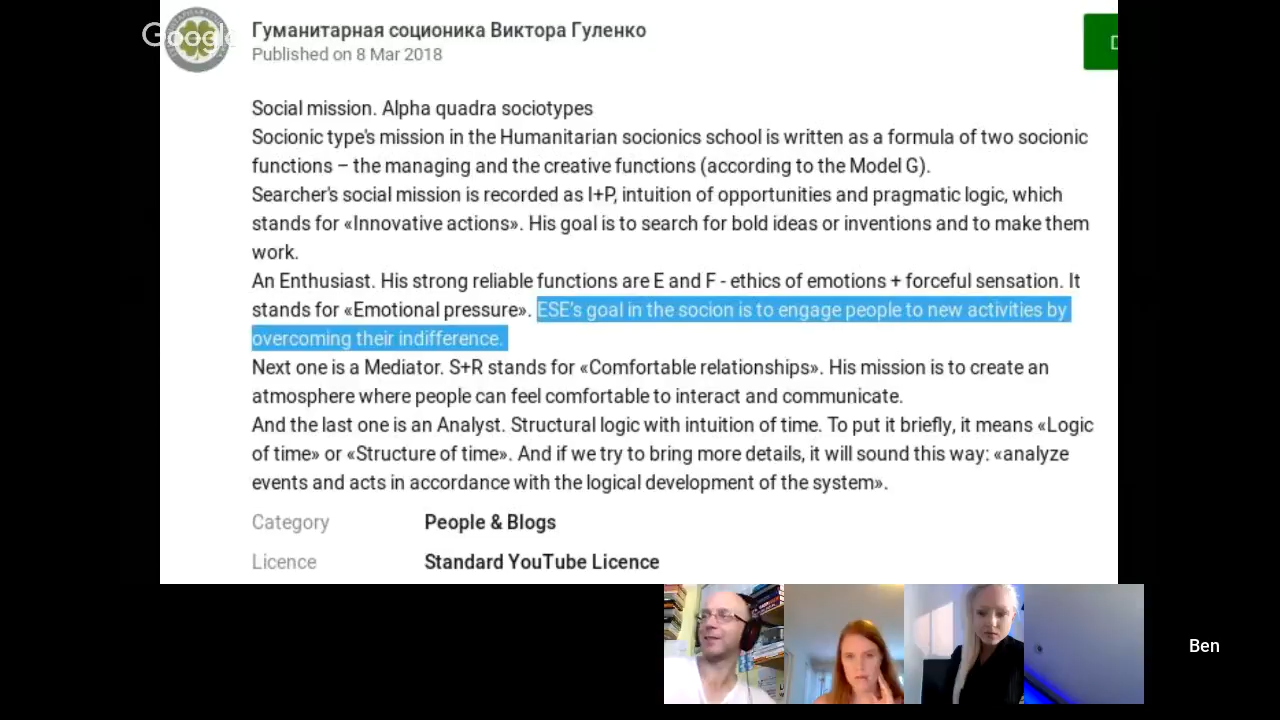 Google
Гуманитарная соционика Виктора Гуленко
Published on 8 Mar 2018
Social mission. Alpha quadra sociotypes
Socionic type's mission in the Humanitarian socionics school is written as a formula of two socionic
functions – the managing and the creative functions (according to the Model G).
Searcher's social mission is recorded as I+P, intuition of opportunities and pragmatic logic, which
stands for «Innovative actions». His goal is to search for bold ideas or inventions and to make them
work.
An Enthusiast. His strong reliable functions are E and F - ethics of emotions + forceful sensation. It
stands for «Emotional pressure». ESE's goal in the socion is to engage people to new activities by
overcoming their indifference.
Next one is a Mediator. S+R stands for «Comfortable relationships». His mission is to create an
atmosphere where people can feel comfortable to interact and communicate.
And the last one is an Analyst. Structural logic with intuition of time. To put it briefly, it means «Logic
of time» or «Structure of time». And if we try to bring more details, it will sound this way: «analyze
events and acts in accordance with the logical development of the system».
Category People & Blogs
Licence Standard YouTube Licence
Ben